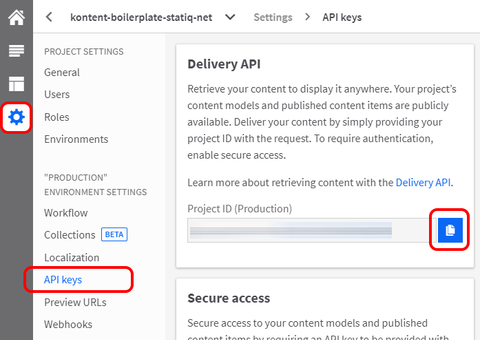 kontent-boilerplate-statiq-net Settings API keys
PROJECT SETTINGS
General
Users
Roles
Environments
"PRODUCTION"
ENVIRONMENT SETTINGS
Workflow
Collections BETA
Localization
API keys
Preview URLs
Webhooks
Delivery API
Retrieve your content to display it anywhere. Your project's
content models and published content items are publicly
available. Deliver your content by simply providing your
project ID with the request. To require authentication,
enable secure access.
Learn more about retrieving content with the Delivery API.
Project ID (Production)
Secure access
Secure access to your content models and published
content items by requiring an API key to be provided with